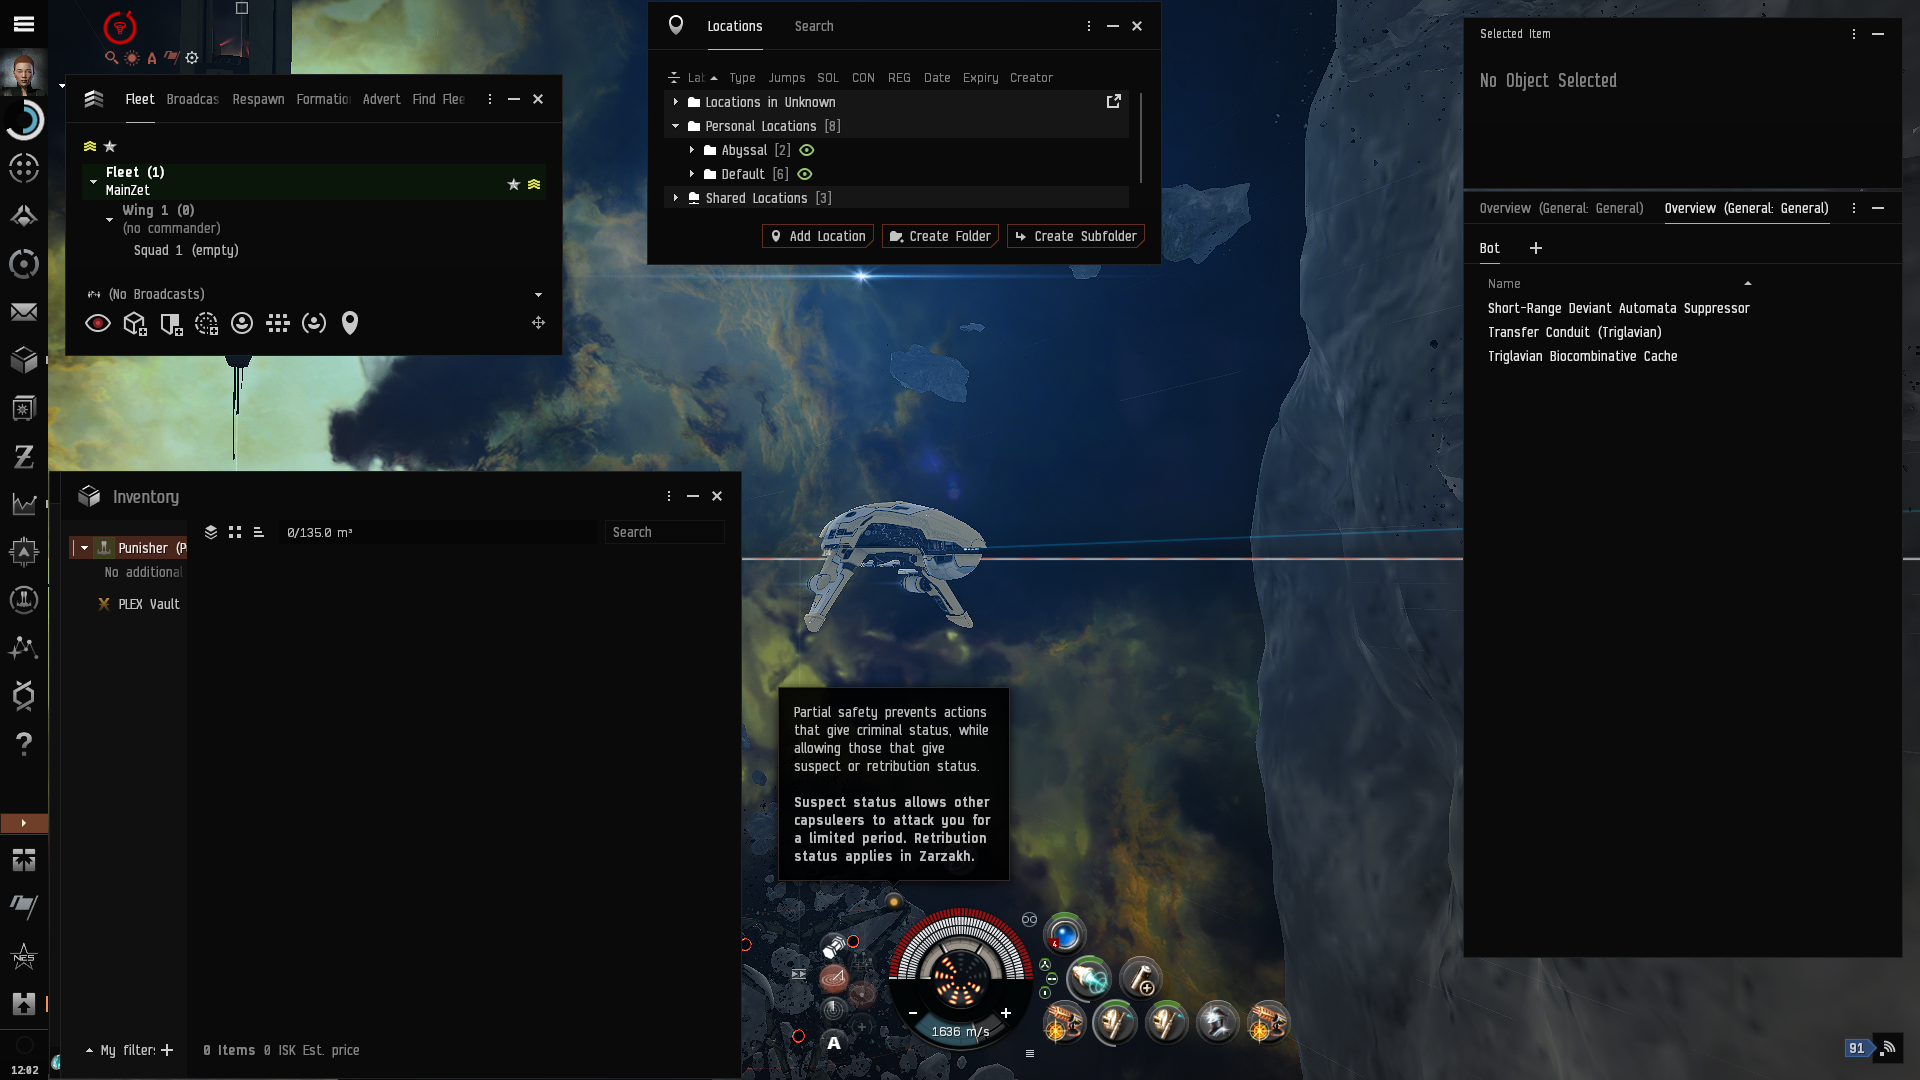 Locations Search
Lab Type Jumps SOL CON REG Date Expiry Creator
Locations in Unknown
Personal Locations [8]
Abyssal [2]
Default [6]
Shared Locations [3]
Add Location Create Folder Create Subfolder
Fleet Broadcas Respawn Formatio Advert Find Flee
Fleet (1)
MainZet
Wing 1 (0)
(no commander)
Squad 1 (empty)
(No Broadcasts)
Selected Item
No Object Selected
Overview (General: General) Overview (General: General)
Bot
Name
Short-Range Deviant Automata Suppressor
Transfer Conduit (Triglavian)
Triglavian Biocombinative Cache
Inventory
0/135.0 m³ Search
Punisher (P
No additional
PLEX Vault
My filters
0 Items 0 ISK Est. price
Partial safety prevents actions
that give criminal status, while
allowing those that give
suspect or retribution status.
Suspect status allows other
capsuleers to attack you for
a limited period. Retribution
status applies in Zarzakh.
1636 m/s
A
A
4
NES
12:02
91